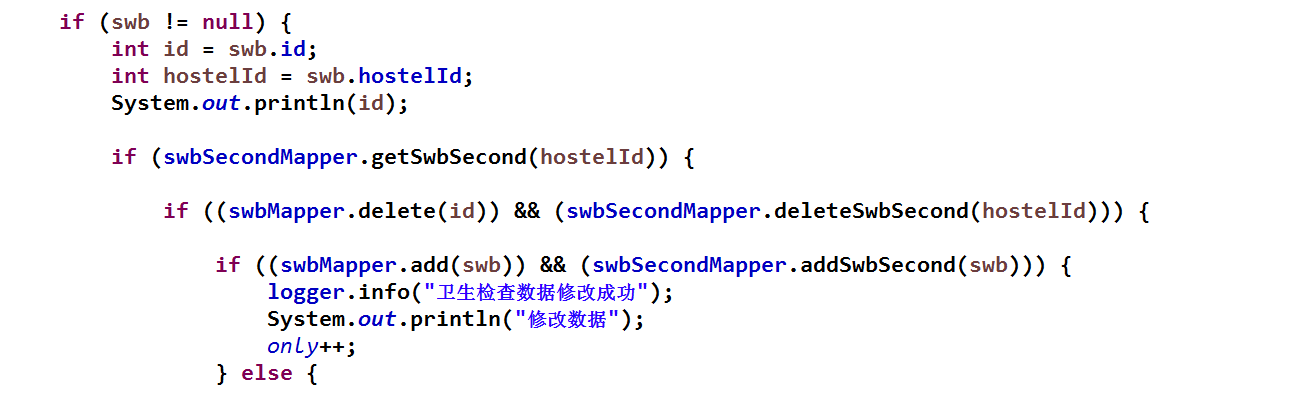 if (swb != null) {
int id = swb.id;
int hostelId = swb.hostelId;
System.out.println(id);
if (swbSecondMapper.getSwbSecond(hostelId)) {
if ((swbMapper.delete(id)) && (swbSecondMapper.deleteSwbSecond(hostelId))) {
if ((swbMapper.add(swb)) && (swbSecondMapper.addSwbSecond(swb))) {
logger.info("卫生检查数据修改成功");
System.out.println("修改数据");
only++;
} else {